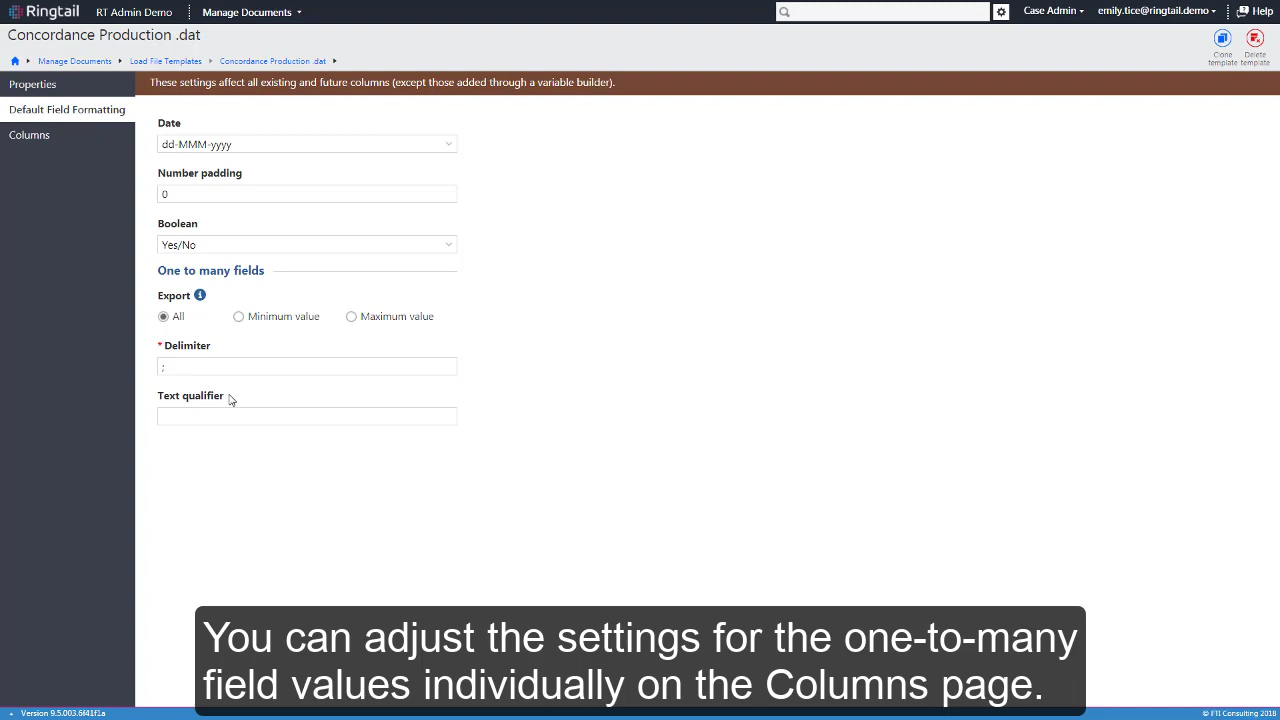 Ringtail RT Admin Demo Manage Documents Case Admin emily.tice@ringtail.demo Help
Concordance Production .dat
Clone template
Delete template
Manage Documents Load File Templates Concordance Production .dat
Properties
These settings affect all existing and future columns (except those added through a variable builder).
Default Field Formatting
Columns
Date
dd-MMM-yyyy
Number padding
0
Boolean
Yes/No
One to many fields
Export
All Minimum value Maximum value
* Delimiter
;
Text qualifier
You can adjust the settings for the one-to-many
field values individually on the Columns page.
Version 9.5.003.6f41f1a © FTI Consulting 2018